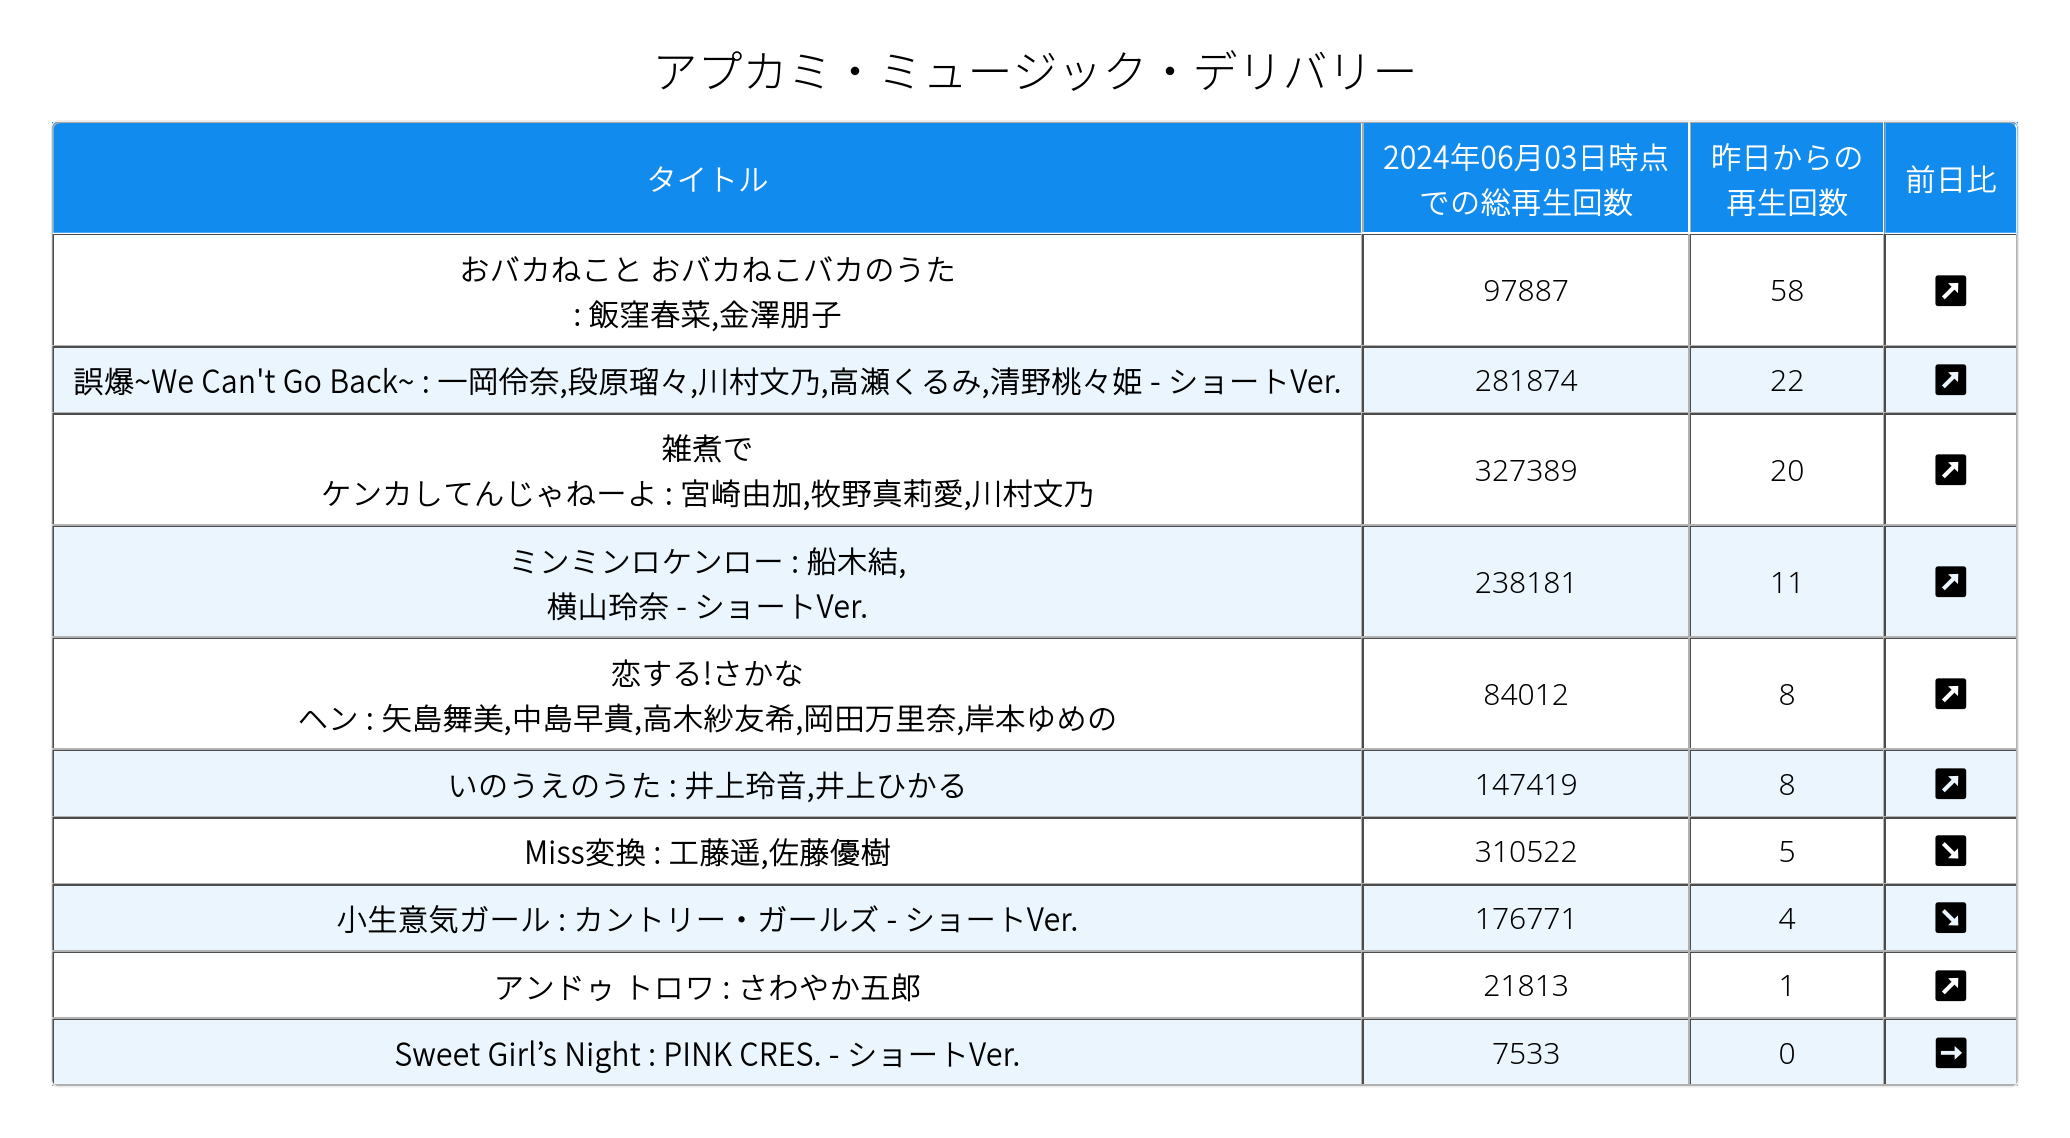 アプカミ・ミュージック・デリバリー
タイトル
2024年06月03日時点
での総再生回数
昨日からの
再生回数
前日比
おバカねこと おバカねこバカのうた
: 飯窪春菜,金澤朋子
97887
58
誤爆~We Can't Go Back~ : 一岡伶奈,段原瑠々,川村文乃,高瀬くるみ,清野桃々姫 - ショートVer.
281874
22
雑煮で
ケンカしてんじゃねーよ : 宮崎由加,牧野真莉愛,川村文乃
327389
20
ミンミンロケンロー : 船木結,
横山玲奈 - ショートVer.
238181
11
恋する!さかな
ヘン : 矢島舞美,中島早貴,高木紗友希,岡田万里奈,岸本ゆめの
84012
8
いのうえのうた : 井上玲音,井上ひかる
147419
8
Miss変換 : 工藤遥,佐藤優樹
310522
5
小生意気ガール : カントリー・ガールズ - ショートVer.
176771
4
アンドゥ トロワ : さわやか五郎
21813
1
Sweet Girl’s Night : PINK CRES. - ショートVer.
7533
0